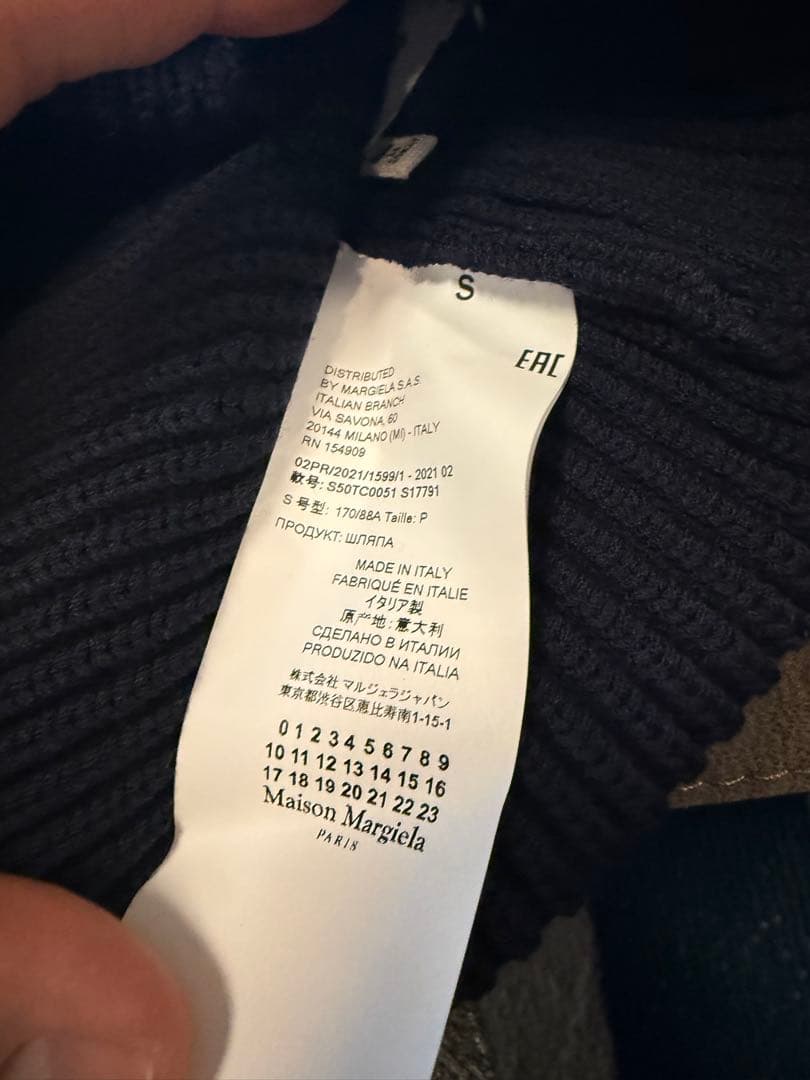 S
EAC
DISTRIBUTED
BY MARGIELA S.A.S.
ITALIAN BRANCH
VIA SAVONA, 60
20144 MILANO (MI) - ITALY
RN 154909
02PR/2021/1599/1 - 2021 02
款号: S50TC0051 S17791
S 号型: 170/88A Taille: P
ПРОДУКТ: ШЛЯПА
MADE IN ITALY
FABRIQUÉ EN ITALIE
イタリア製
原产地: 意大利
СДЕЛАНО В ИТАЛИИ
PRODUZIDO NA ITALIA
株式会社 マルジェラジャパン
東京都渋谷区恵比寿南1-15-1
0 1 2 3 4 5 6 7 8 9
10 11 12 13 14 15 16
17 18 19 20 21 22 23
Maison Margiela
PARIS